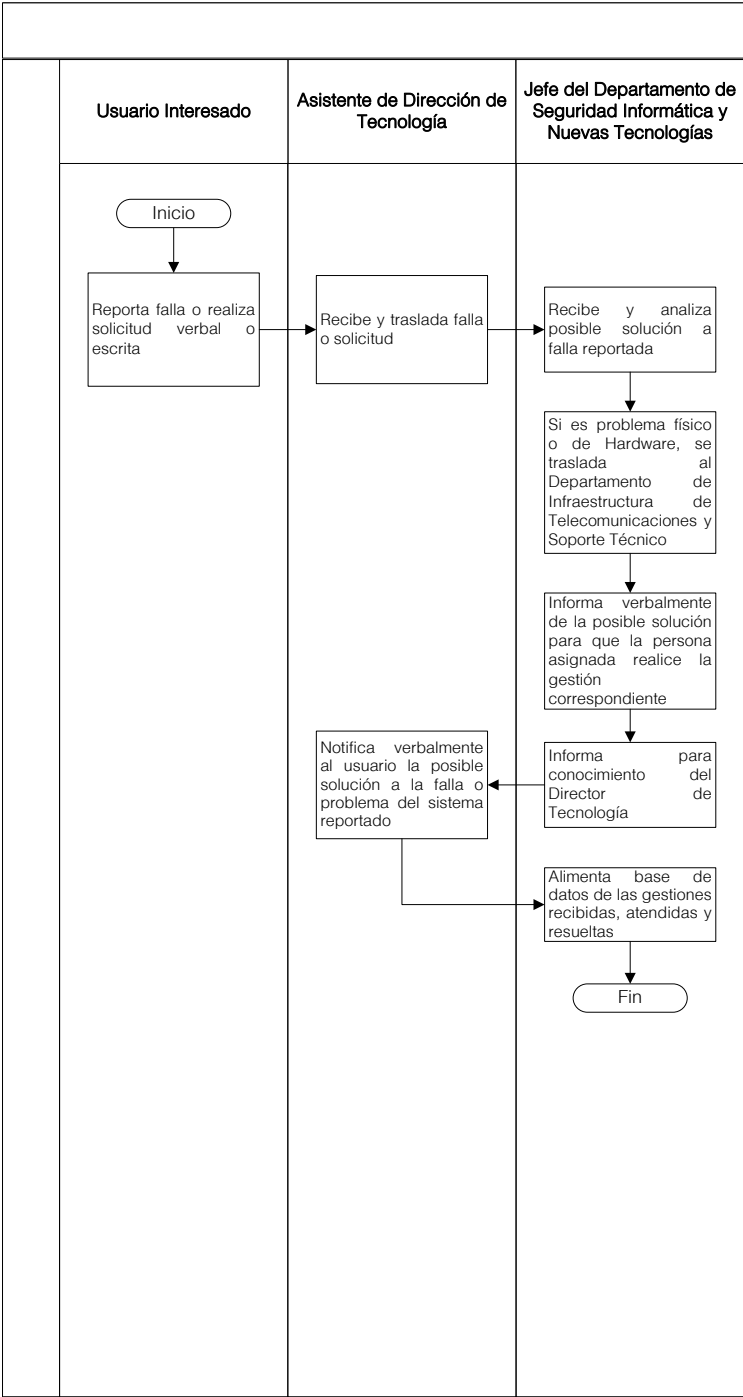 Usuario Interesado
Asistente de Dirección de
Tecnología
Jefe del Departamento de
Seguridad Informática y
Nuevas Tecnologías
Inicio
Reporta falla o realiza
solicitud verbal o
escrita
Recibe y traslada falla
o solicitud
Recibe y analiza
posible solución a
falla reportada
Si es problema físico
o de Hardware, se
traslada al
Departamento de
Infraestructura de
Telecomunicaciones y
Soporte Técnico
Informa verbalmente
de la posible solución
para que la persona
asignada realice la
gestión
correspondiente
Informa para
conocimiento del
Director de
Tecnología
Notifica verbalmente
al usuario la posible
solución a la falla o
problema del sistema
reportado
Alimenta base de
datos de las gestiones
recibidas, atendidas y
resueltas
Fin